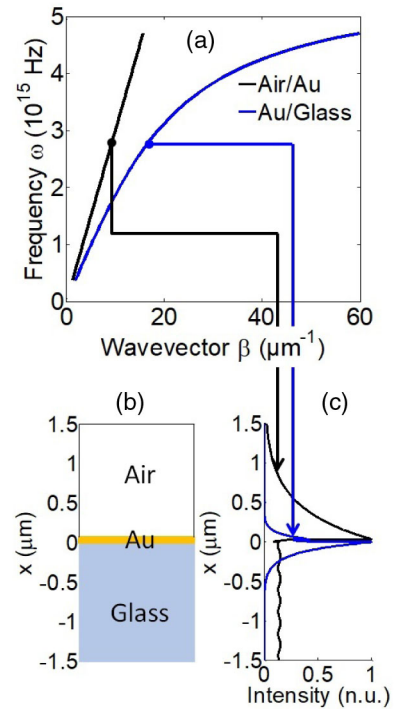 (a)
Frequency ω (10¹⁵ Hz)
5
4
3
2
1
0
Air/Au
Au/Glass
0 20 40 60
Wavevector β (µm⁻¹)
(b)
x (µm)
1.5
1
0.5
0
-0.5
-1
-1.5
Air
Au
Glass
(c)
x (µm)
1.5
1
0.5
0
-0.5
-1
-1.5
0 0.5 1
Intensity (n.u.)